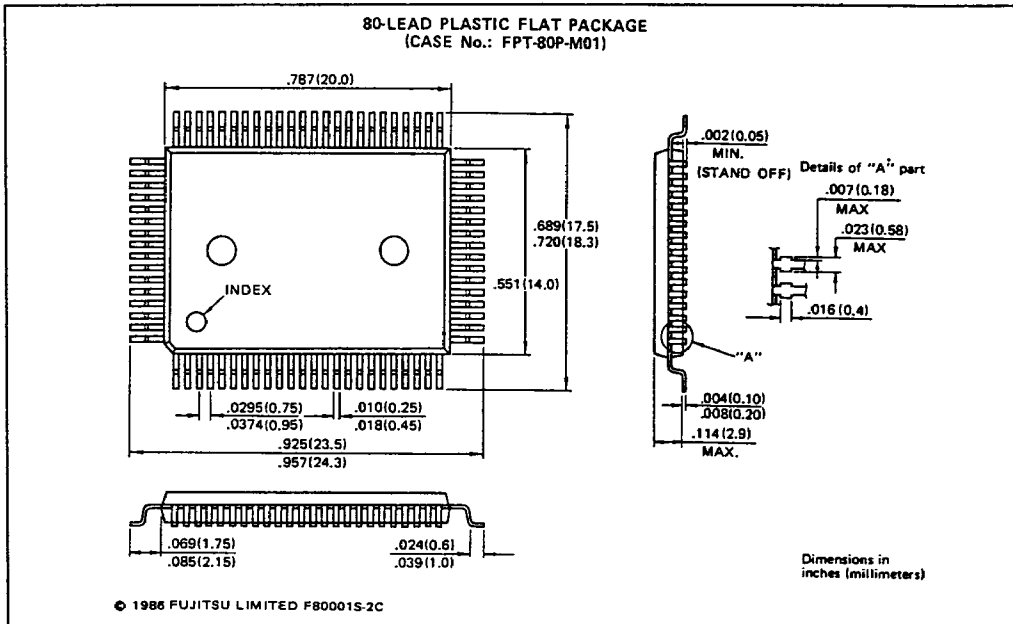 80-LEAD PLASTIC FLAT PACKAGE
(CASE No.: FPT-80P-M01)
.787(20.0)
.002(0.05)
MIN.
(STAND OFF)
Details of "A" part
.007(0.18)
MAX
.023(0.58)
MAX
.689(17.5)
.720(18.3)
.551(14.0)
INDEX
.016(0.4)
"A"
.0295(0.75)
.0374(0.95)
.010(0.25)
.018(0.45)
.004(0.10)
.008(0.20)
.925(23.5)
.957(24.3)
.114(2.9)
MAX.
.069(1.75)
.085(2.15)
.024(0.6)
.039(1.0)
Dimensions in
inches (millimeters)
© 1986 FUJITSU LIMITED F80001S-2C